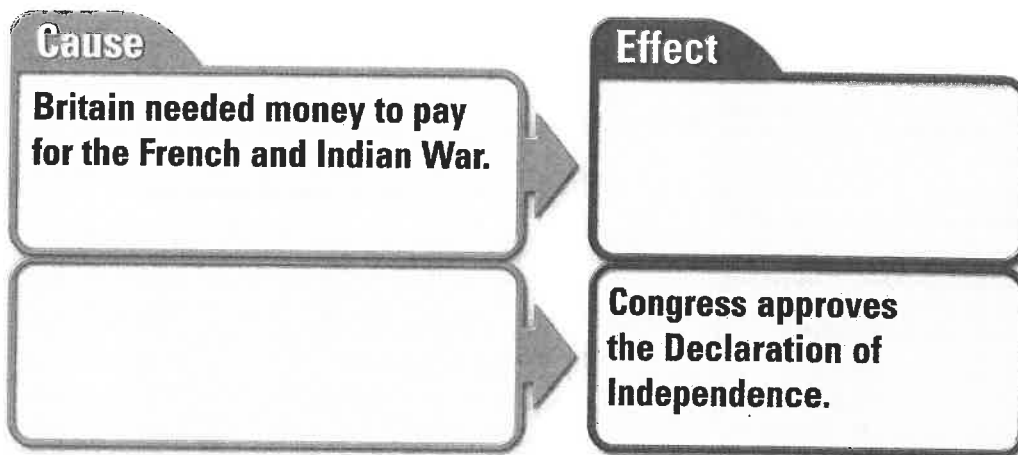 Cause
Britain needed money to pay
for the French and Indian War.
Effect
Congress approves
the Declaration of
Independence.